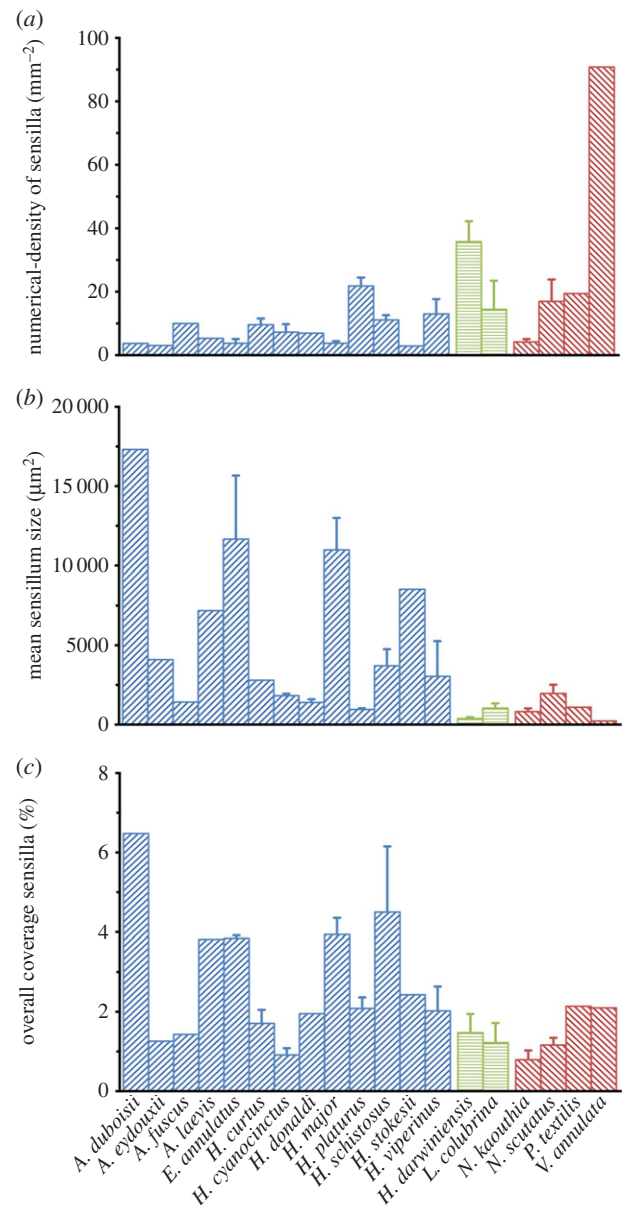 (a)
numerical-density of sensilla (mm⁻²)
100
80
60
40
20
0
(b)
mean sensillum size (µm²)
20 000
15 000
10 000
5000
0
(c)
overall coverage sensilla (%)
8
6
4
2
0
A. duboisii
A. eydouxii
A. fuscus
A. laevis
E. annulatus
H. curtus
H. cyanocinctus
H. donaldi
H. major
H. platurus
H. schistosus
H. stokesii
H. viperinus
H. darwiniensis
L. colubrina
N. kaouthia
N. scutatus
P. textilis
V. annulata